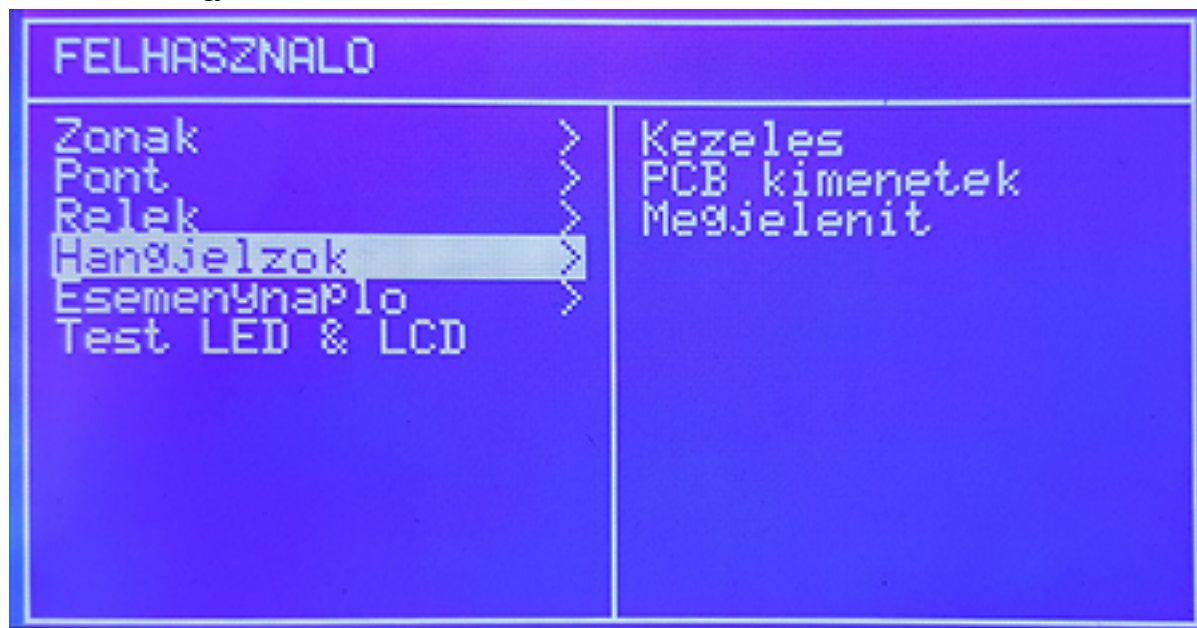 FELHASZNALO
Zonak >
Pont >
Relek >
Hangjelzok >
Esemenynaplo >
Test LED & LCD
Kezeles
PCB kimenetek
Megjelenit